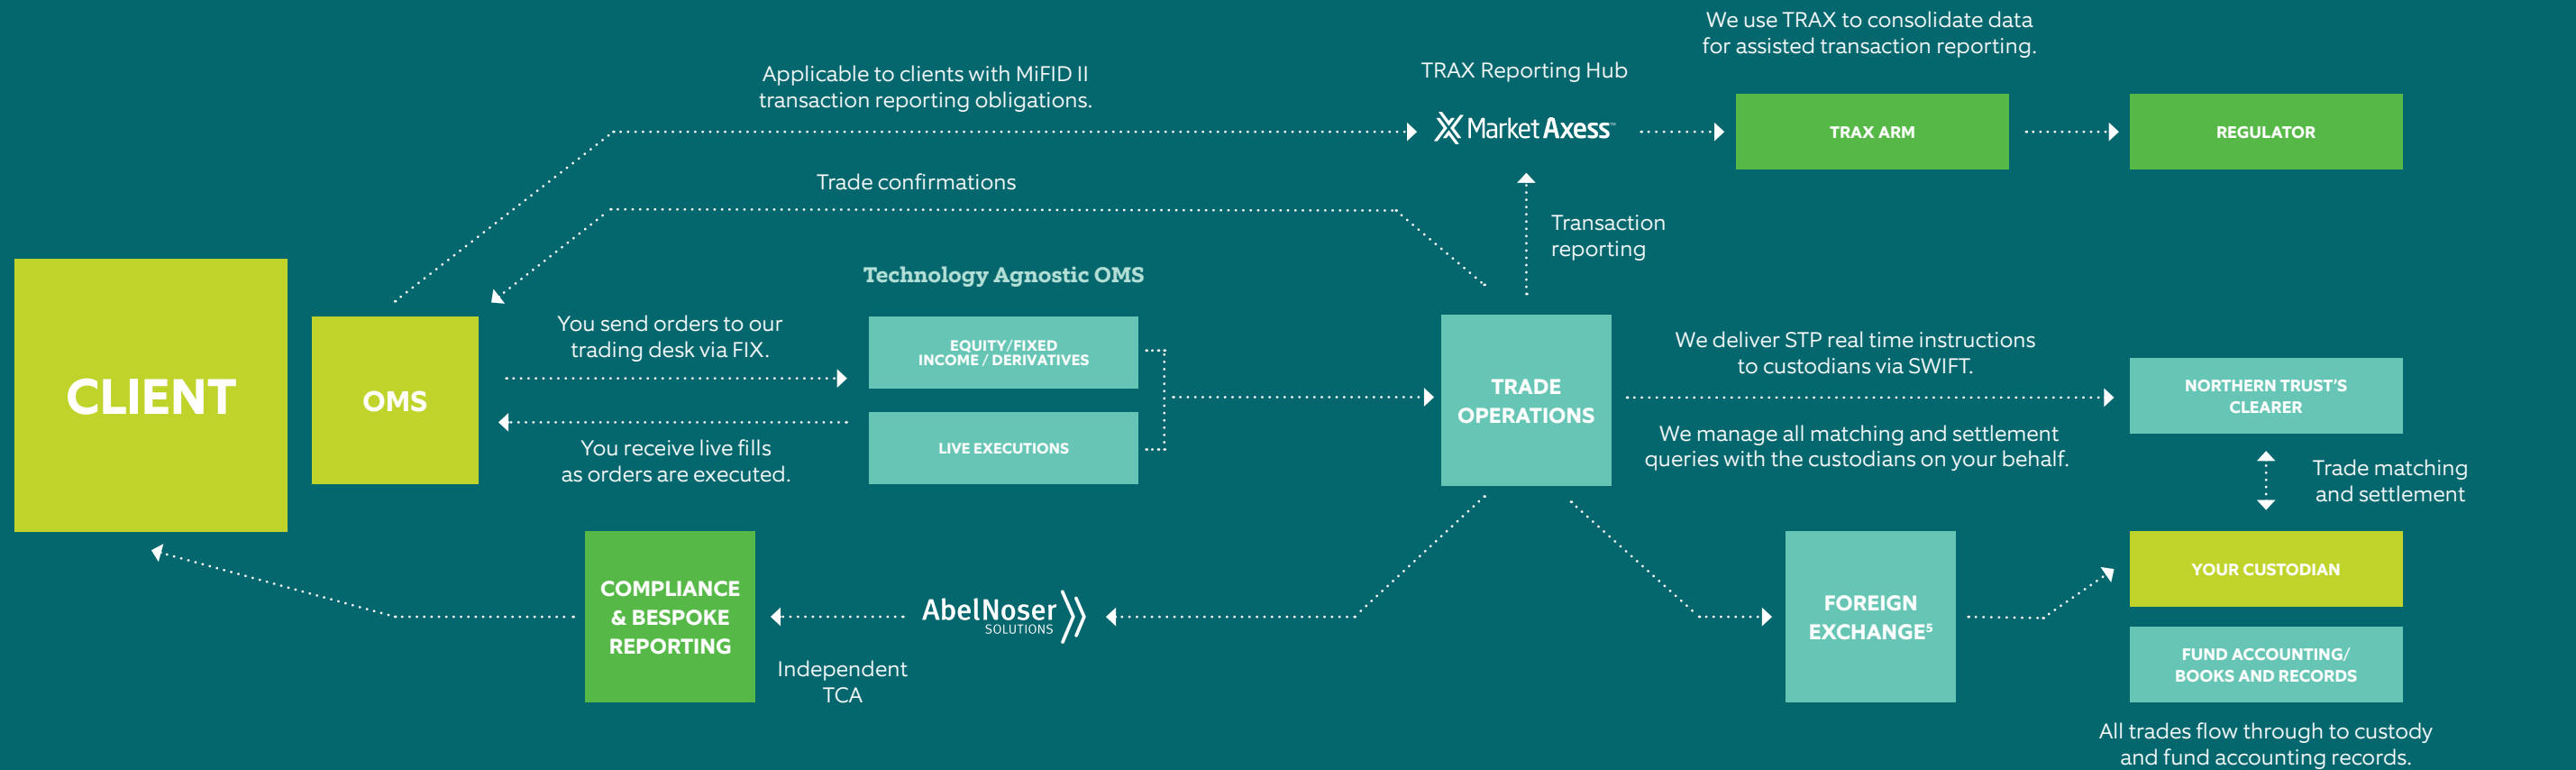 We use TRAX to consolidate data
for assisted transaction reporting.
Applicable to clients with MiFID II
transaction reporting obligations.
TRAX Reporting Hub
MarketAxess™
TRAX ARM
REGULATOR
Trade confirmations
Transaction
reporting
Technology Agnostic OMS
CLIENT
OMS
You send orders to our
trading desk via FIX.
You receive live fills
as orders are executed.
EQUITY/FIXED
INCOME / DERIVATIVES
LIVE EXECUTIONS
TRADE
OPERATIONS
We deliver STP real time instructions
to custodians via SWIFT.
We manage all matching and settlement
queries with the custodians on your behalf.
NORTHERN TRUST'S
CLEARER
Trade matching
and settlement
COMPLIANCE
& BESPOKE
REPORTING
Independent
TCA
AbelNoser
SOLUTIONS
FOREIGN
EXCHANGE⁵
YOUR CUSTODIAN
FUND ACCOUNTING/
BOOKS AND RECORDS
All trades flow through to custody
and fund accounting records.